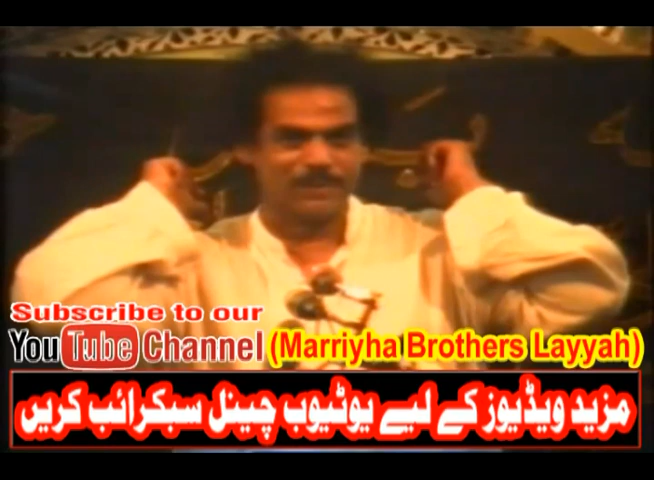 Subscribe to our
YouTube Channel (Marriyha Brothers Layyah)
مزید ویڈیوز کے لیے یوٹیوب چینل سبکرائب کریں